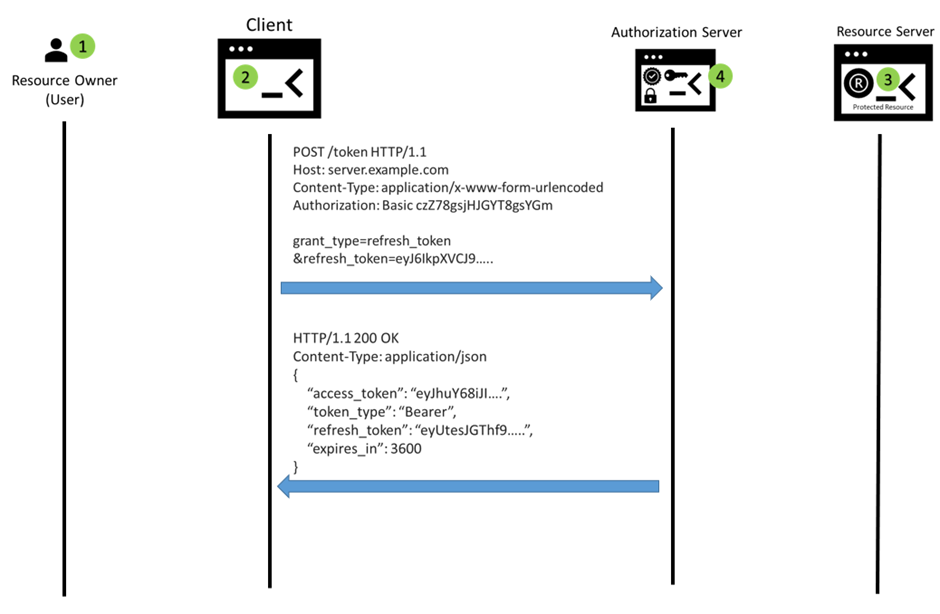 1
Resource Owner
(User)
Client
2
Authorization Server
4
Resource Server
R
3
Protected Resource
POST /token HTTP/1.1
Host: server.example.com
Content-Type: application/x-www-form-urlencoded
Authorization: Basic czZ78gsjHJGYT8gsYGm
grant_type=refresh_token
&refresh_token=eyJ6IkpXVCJ9…..
HTTP/1.1 200 OK
Content-Type: application/json
{
“access_token”: “eyJhuY68iJI….”,
“token_type”: “Bearer”,
“refresh_token”: “eyUtesJGThf9…..”,
“expires_in”: 3600
}